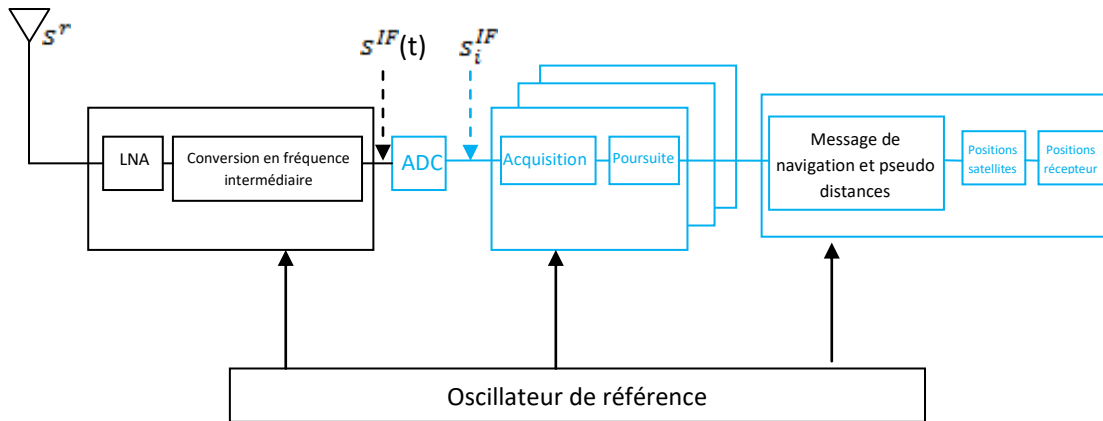 s^r
s^{IF}(t)
s_i^{IF}
LNA
Conversion en fréquence
intermédiaire
ADC
Acquisition
Poursuite
Message de
navigation et pseudo
distances
Positions
satellites
Positions
récepteur
Oscillateur de référence